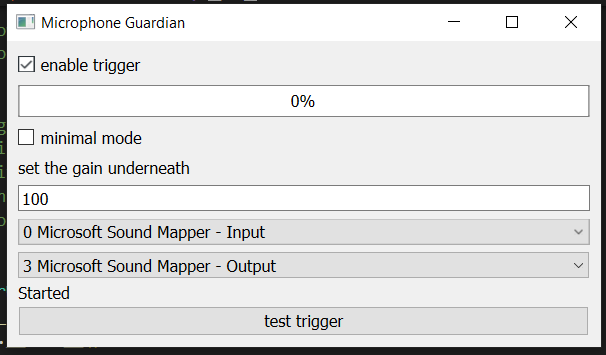 Microphone Guardian
enable trigger
0%
minimal mode
set the gain underneath
100
0 Microsoft Sound Mapper - Input
3 Microsoft Sound Mapper - Output
Started
test trigger